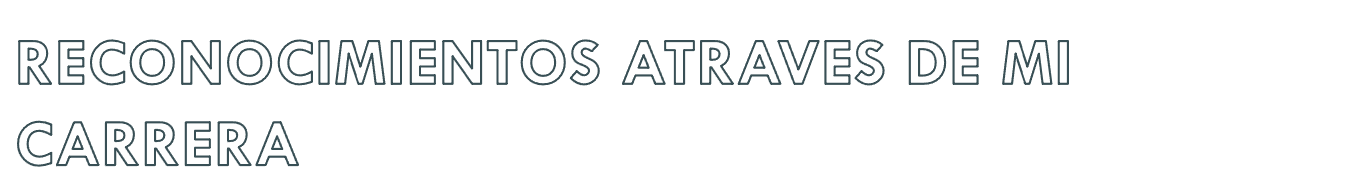 RECONOCIMIENTOS ATRAVES DE MI
CARRERA